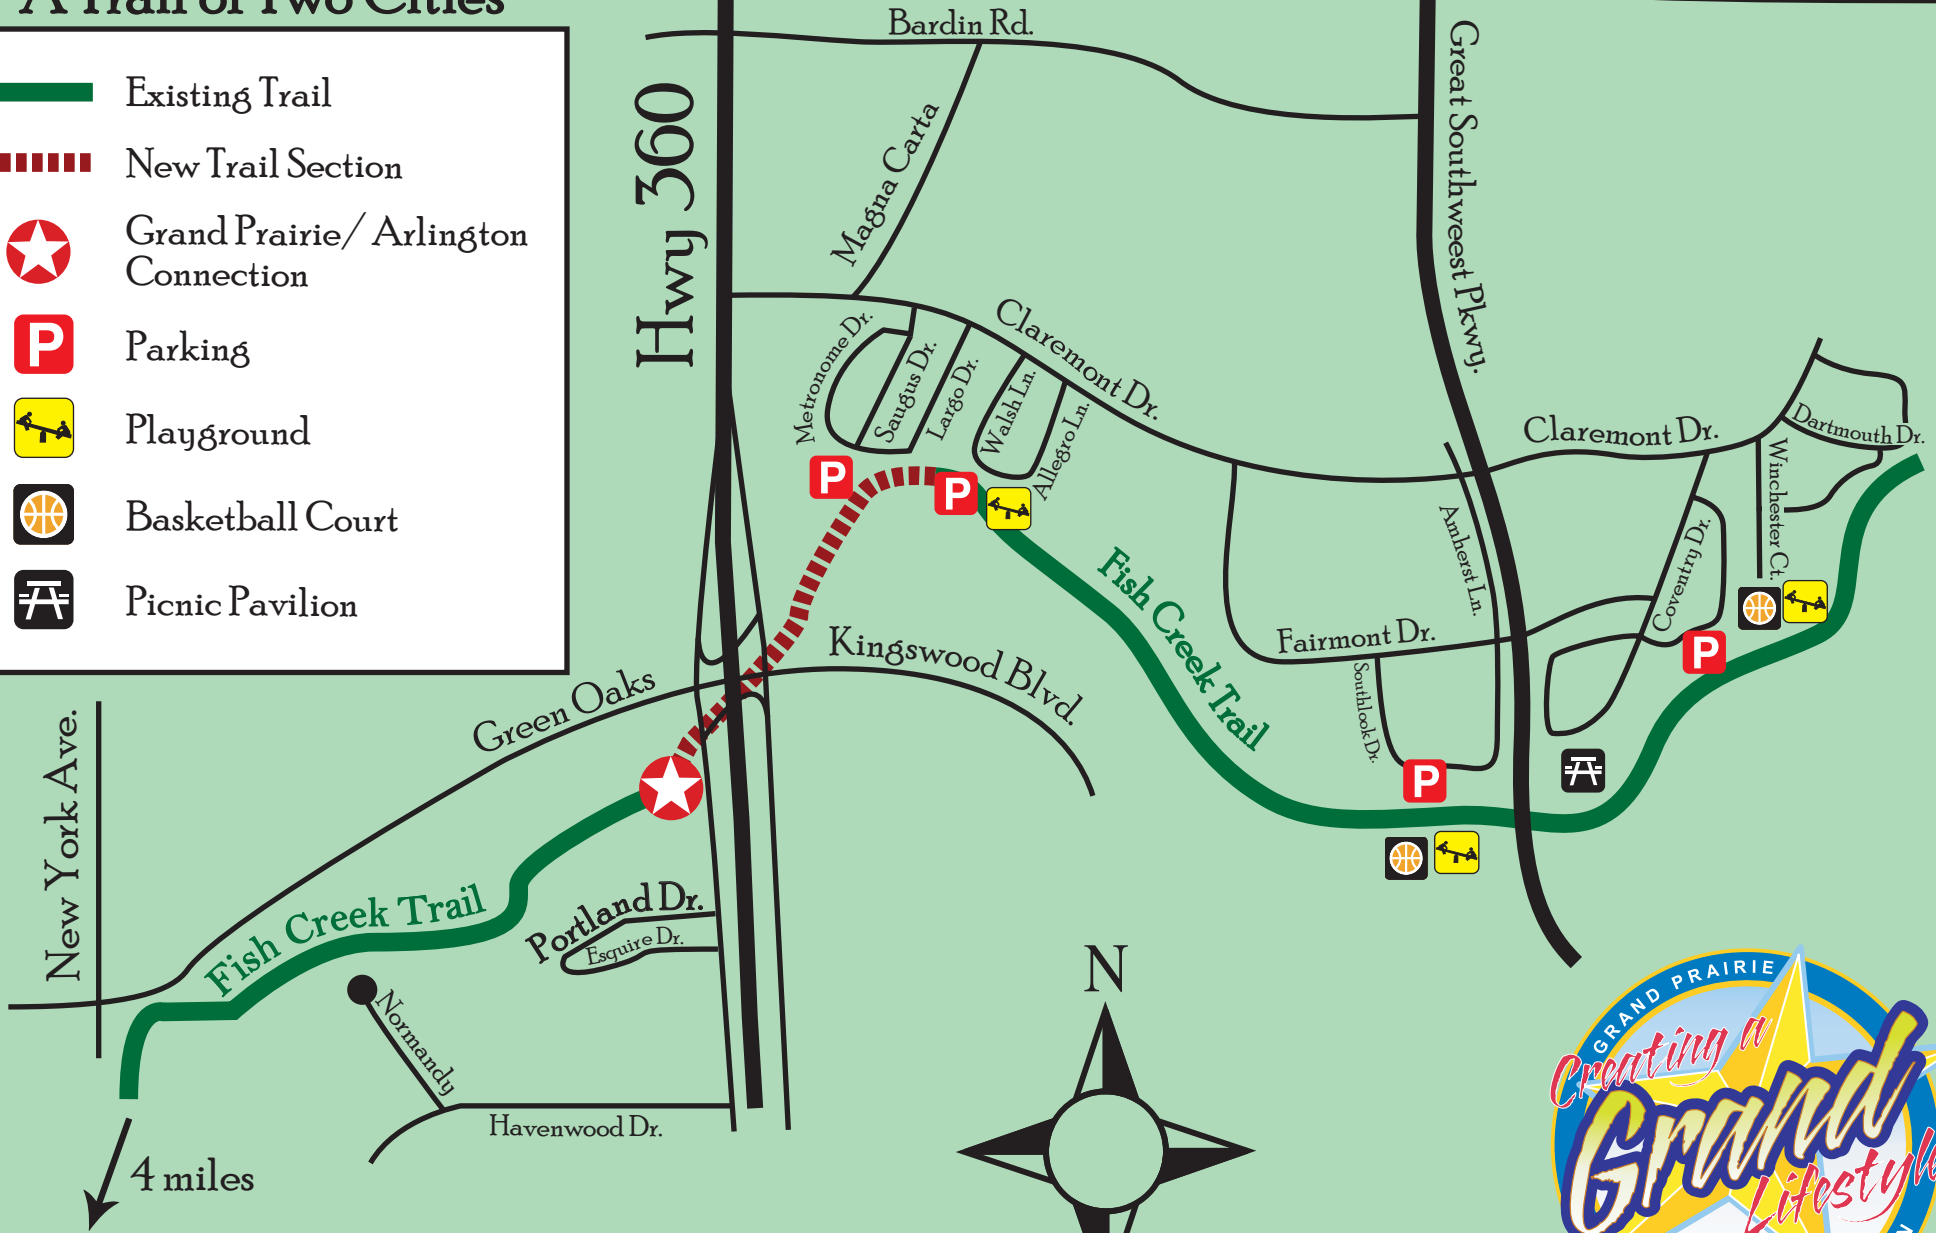 A Trail of Two Cities
Existing Trail
New Trail Section
Grand Prairie/ Arlington
Connection
P
Parking
Playground
Basketball Court
Picnic Pavilion
Bardin Rd.
Hwy 360
Magna Carta
Great Southweest Pkwy.
Claremont Dr.
Metronome Dr.
Saugus Dr.
Largo Dr.
Walsh Ln.
Allegro Ln.
P
P
Claremont Dr.
Dartmouth Dr.
Winchester Ct.
Coventry Dr.
Amherst Ln.
Fairmont Dr.
Southlook Dr.
P
P
Fish Creek Trail
Kingswood Blvd.
Green Oaks
New York Ave.
Fish Creek Trail
Portland Dr.
Esquire Dr.
Normandy
Havenwood Dr.
4 miles
N
GRAND PRAIRIE
Creating a
Grand